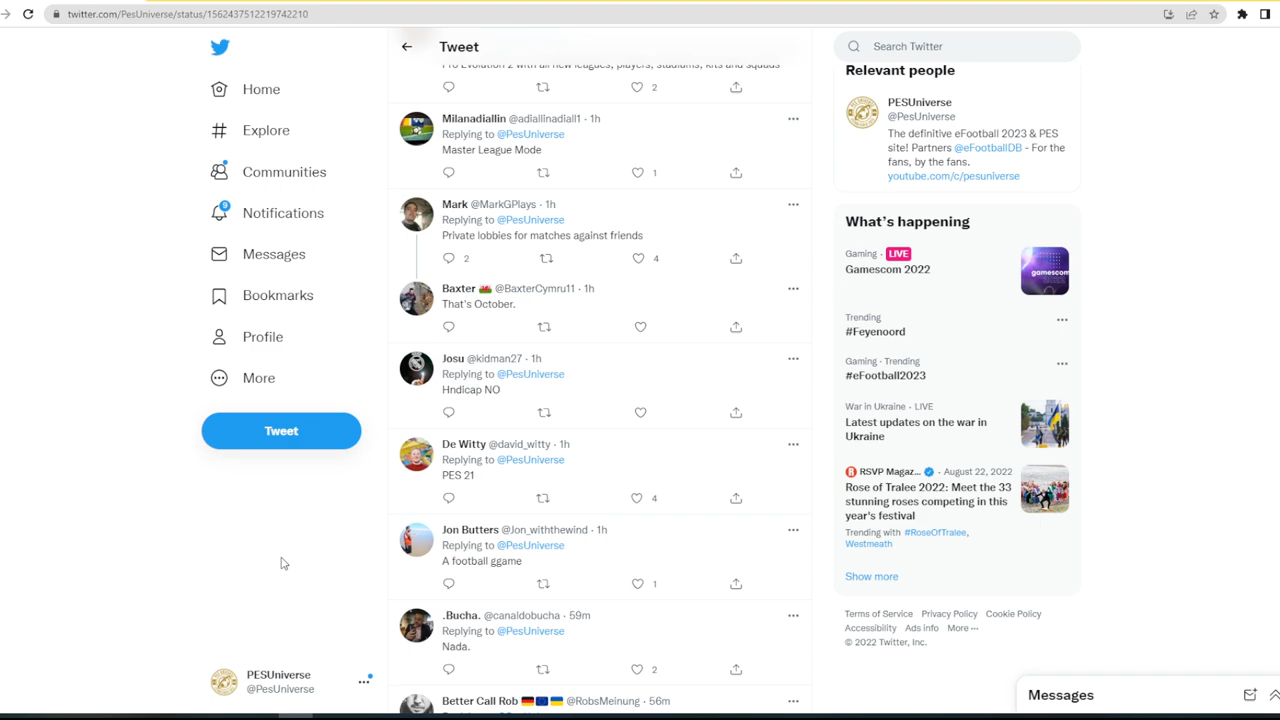 twitter.com/PesUniverse/status/1562437512219742210
Home
Explore
Communities
9
Notifications
Messages
Bookmarks
Profile
More
Tweet
PESUniverse
@PesUniverse
Tweet
Pro Evolution 2 with all new leagues, players, stadiums, kits and squads
2
Milanadiallin @adiallinadiall1 · 1h
Replying to @PesUniverse
Master League Mode
1
Mark @MarkGPlays · 1h
Replying to @PesUniverse
Private lobbies for matches against friends
2 4
Baxter @BaxterCymru11 · 1h
That's October.
Josu @kidman27 · 1h
Replying to @PesUniverse
Hndicap NO
De Witty @david_witty · 1h
Replying to @PesUniverse
PES 21
4
Jon Butters @Jon_withthewind · 1h
Replying to @PesUniverse
A football ggame
1
.Bucha. @canaldobucha · 59m
Replying to @PesUniverse
Nada.
2
Better Call Rob @RobsMeinung · 56m
Search Twitter
Relevant people
PESUniverse
@PesUniverse
The definitive eFootball 2023 & PES
site! Partners @eFootballDB - For the
fans, by the fans.
youtube.com/c/pesuniverse
What's happening
Gaming · LIVE
Gamescom 2022
gamescom
Trending
#Feyenoord
Gaming · Trending
#eFootball2023
War in Ukraine · LIVE
Latest updates on the war in
Ukraine
RSVP Magaz... · August 22, 2022
Rose of Tralee 2022: Meet the 33
stunning roses competing in this
year's festival
Trending with #RoseOfTralee,
Westmeath
Show more
Terms of Service Privacy Policy Cookie Policy
Accessibility Ads info More ···
© 2022 Twitter, Inc.
Messages